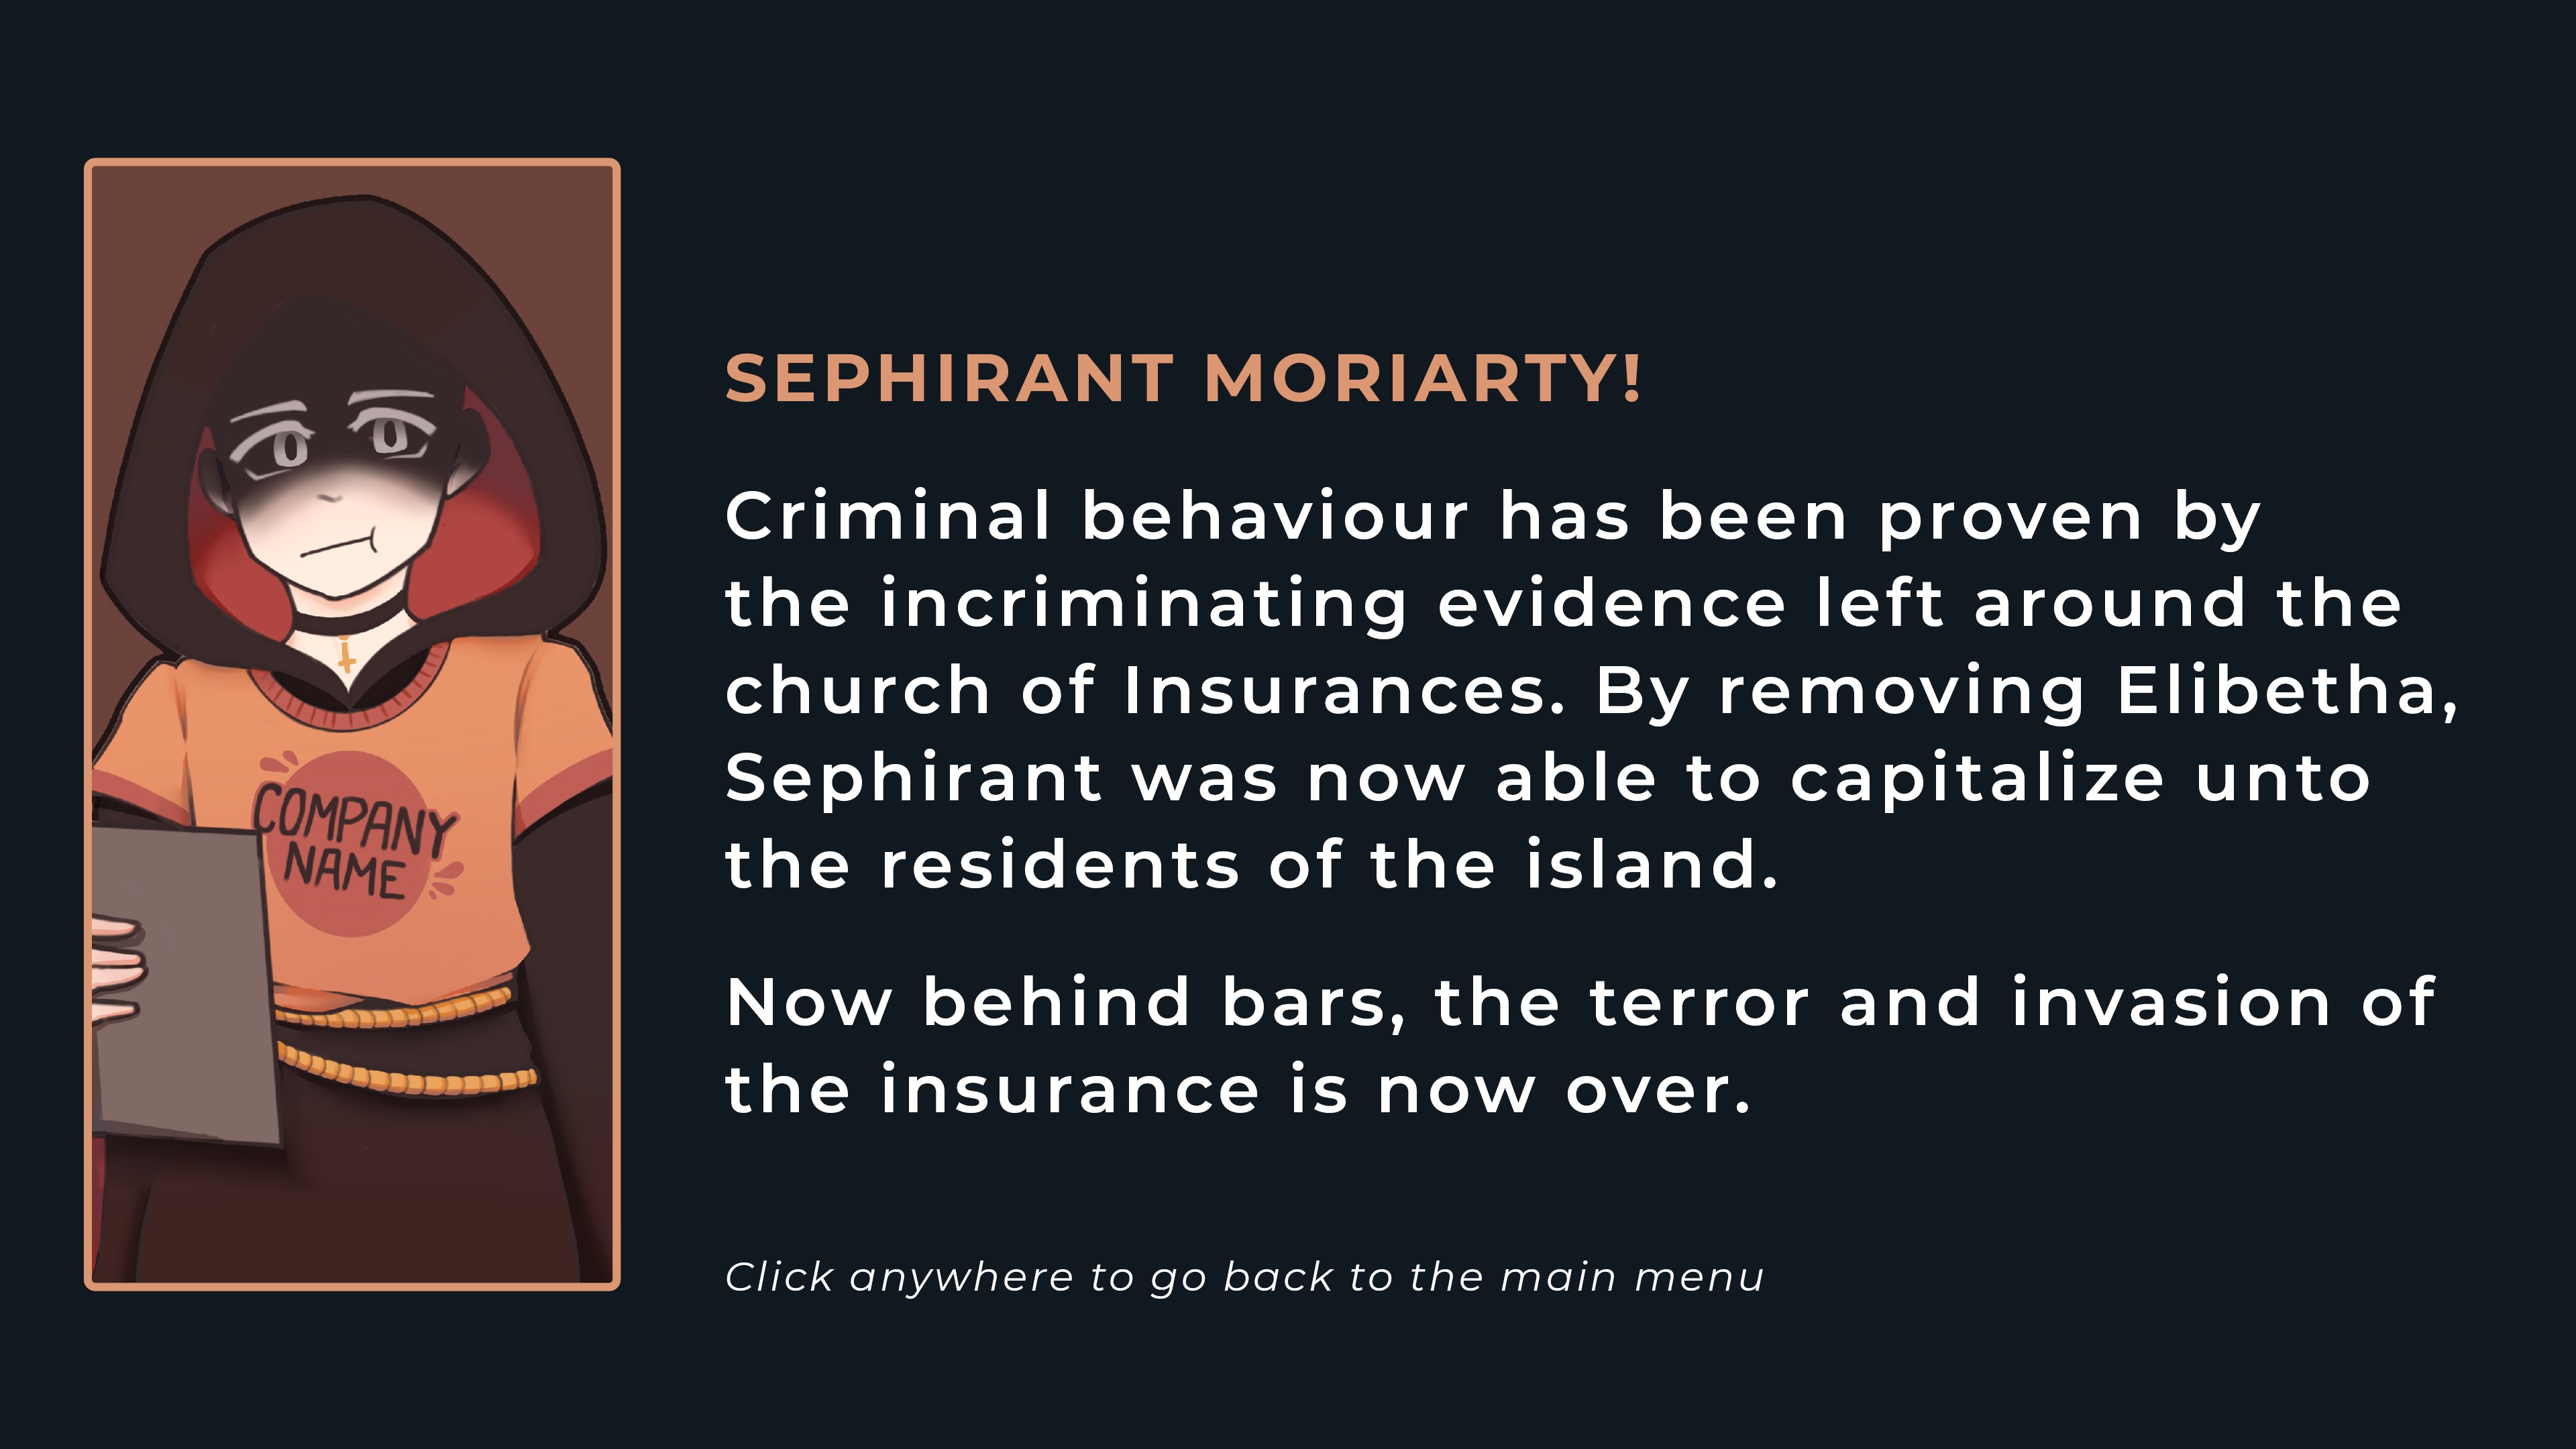 COMPANY
NAME
SEPHIRANT MORIARTY!
Criminal behaviour has been proven by
the incriminating evidence left around the
church of Insurances. By removing Elibetha,
Sephirant was now able to capitalize unto
the residents of the island.
Now behind bars, the terror and invasion of
the insurance is now over.
Click anywhere to go back to the main menu